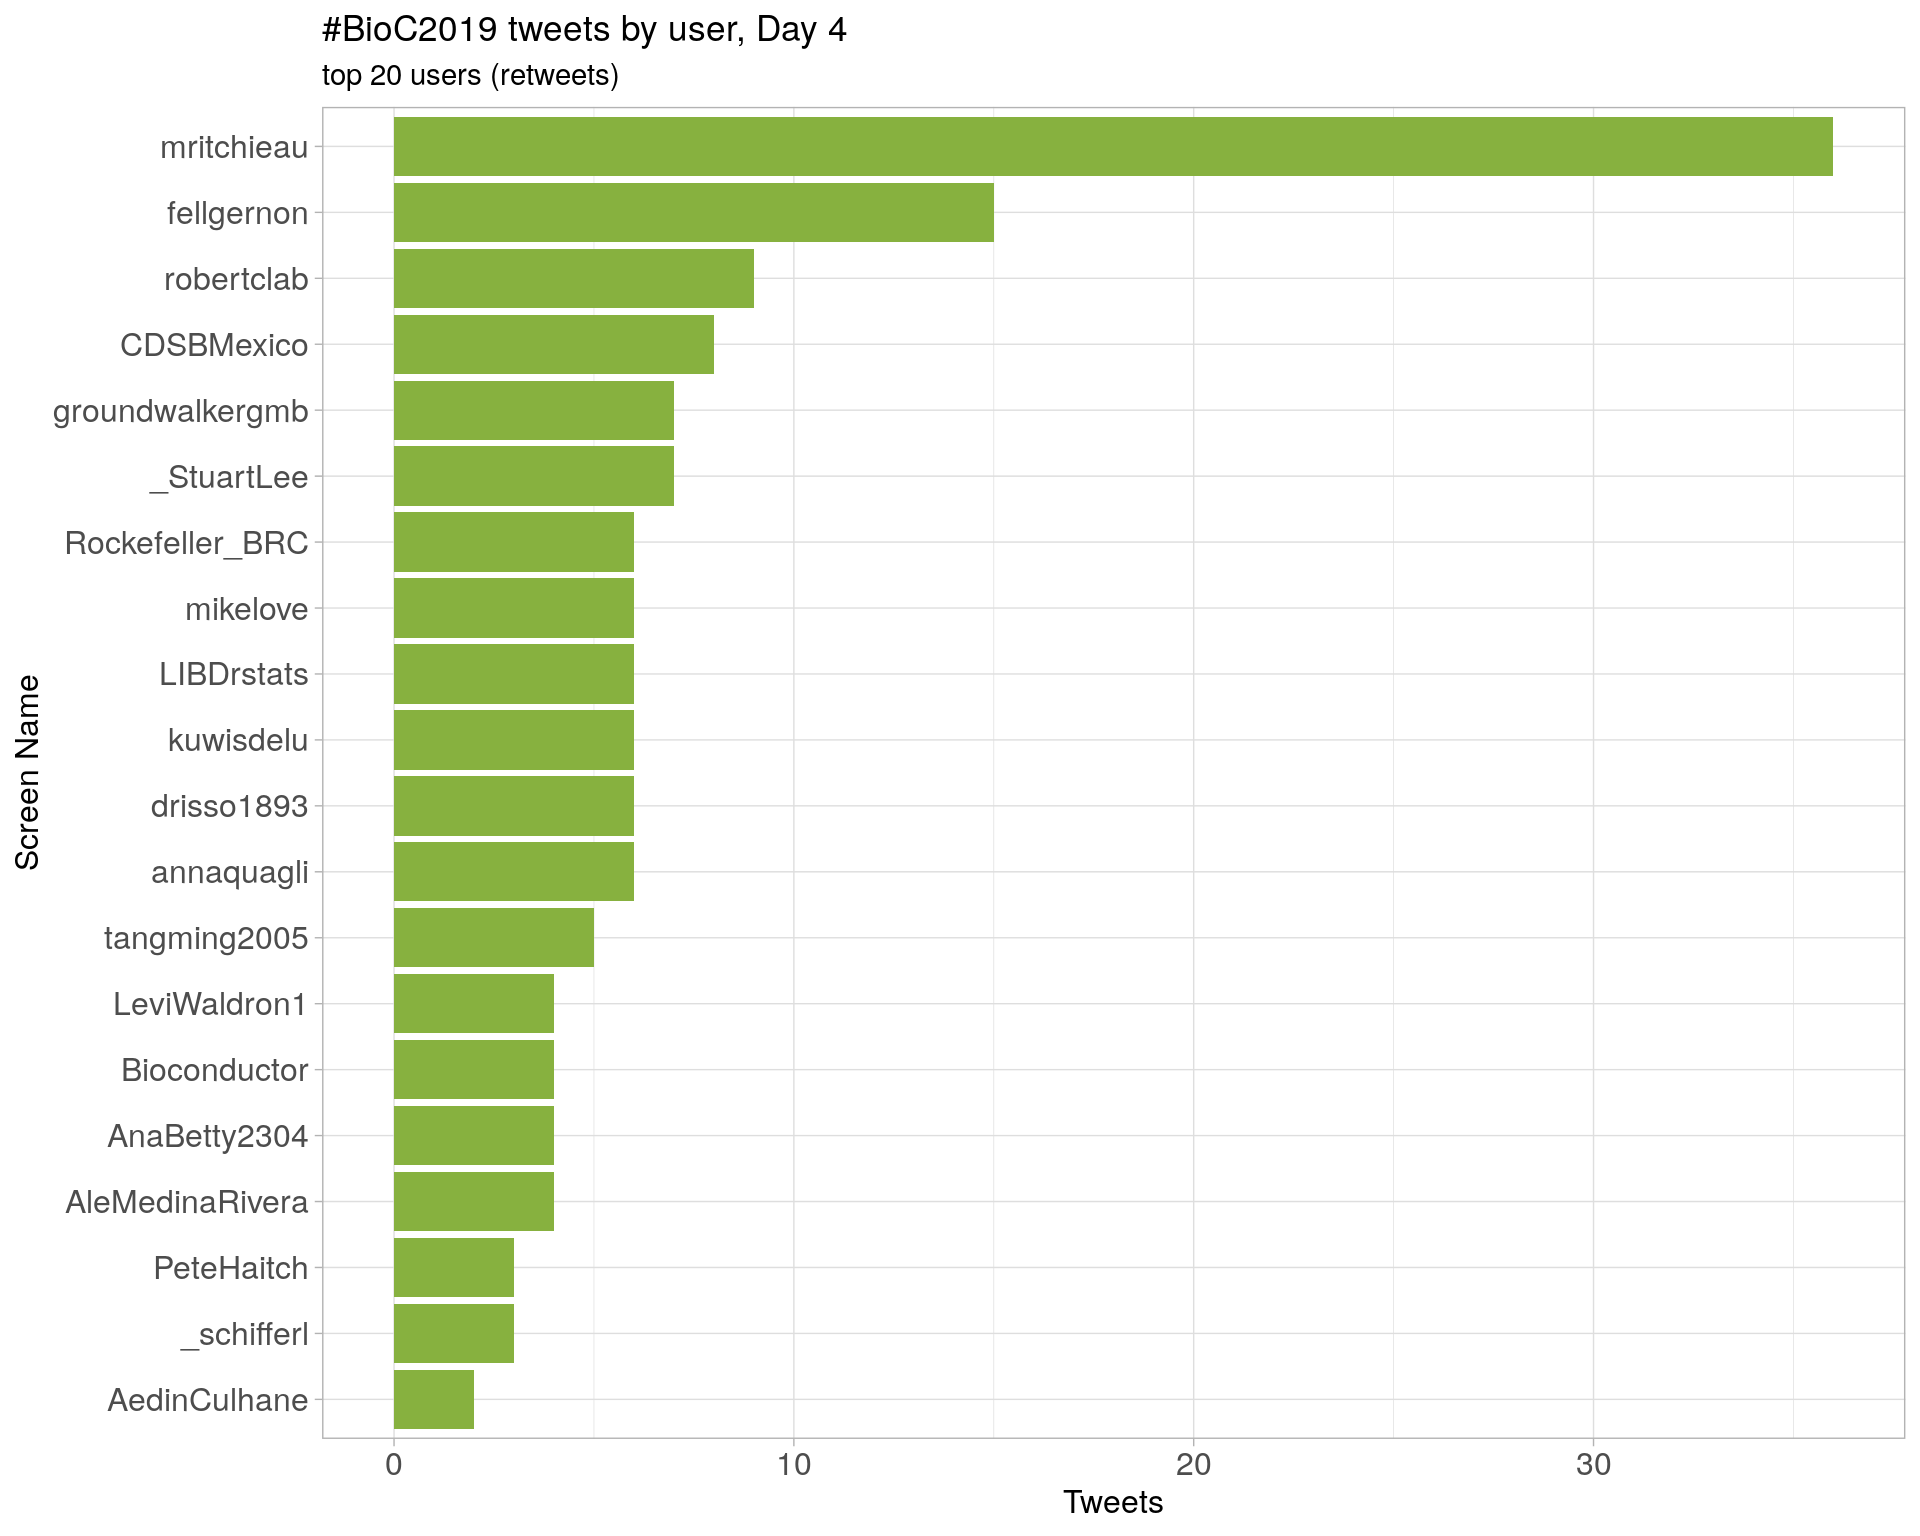 #BioC2019 tweets by user, Day 4
top 20 users (retweets)
mritchieau
fellgernon
robertclab
CDSBMexico
groundwalkergmb
_StuartLee
Rockefeller_BRC
mikelove
LIBDrstats
kuwisdelu
drisso1893
annaquagli
tangming2005
LeviWaldron1
Bioconductor
AnaBetty2304
AleMedinaRivera
PeteHaitch
_schifferl
AedinCulhane
Screen Name
0 10 20 30
Tweets